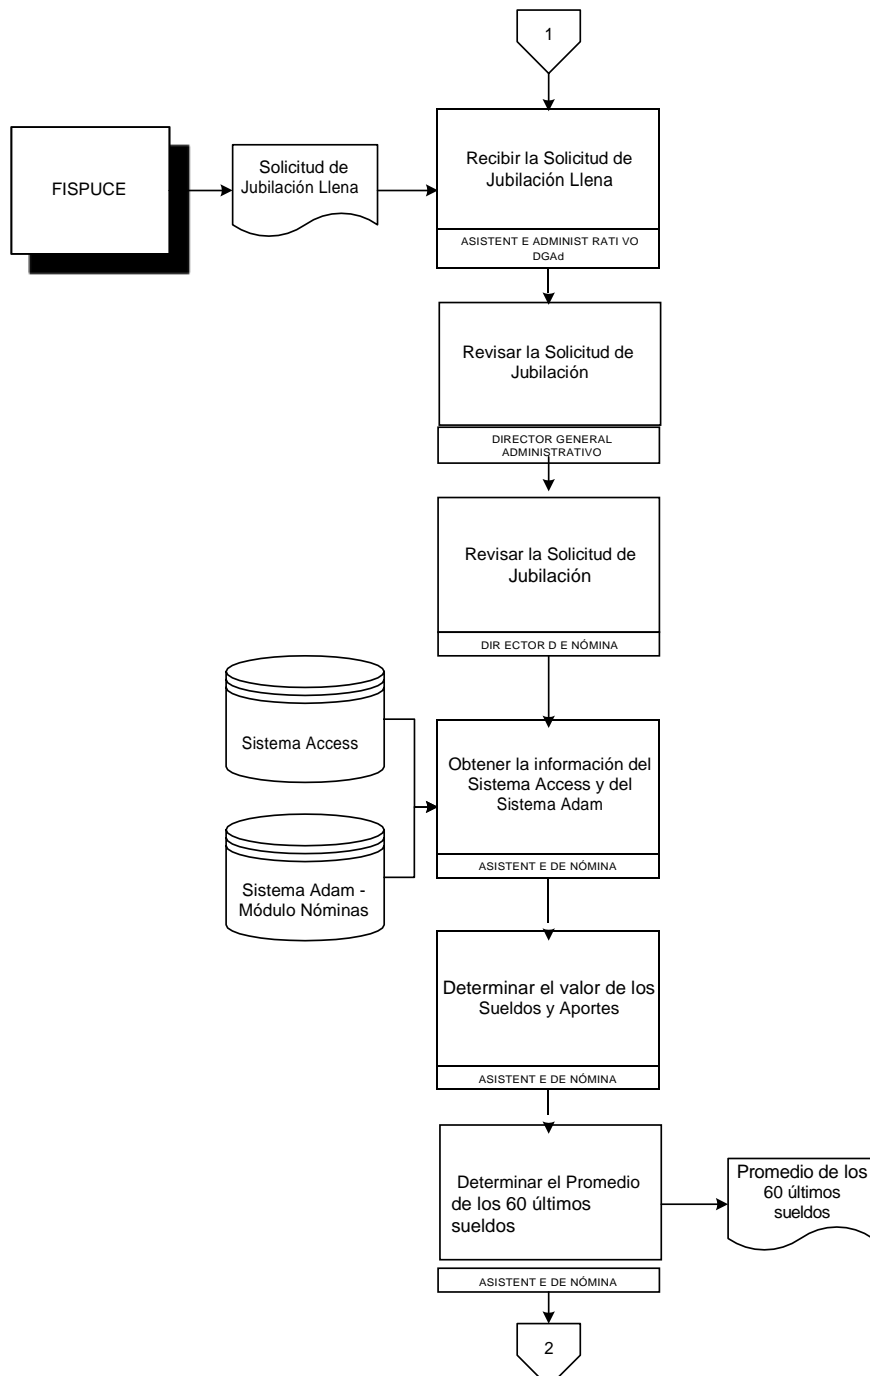 1
FISPUCE
Solicitud de
Jubilación Llena
Recibir la Solicitud de
Jubilación Llena
ASISTENT E ADMINIST RATI VO
DGAd
Revisar la Solicitud de
Jubilación
DIRECTOR GENERAL
ADMINISTRATIVO
Revisar la Solicitud de
Jubilación
DIR ECTOR D E NÓMINA
Sistema Access
Sistema Adam -
Módulo Nóminas
Obtener la información del
Sistema Access y del
Sistema Adam
ASISTENT E DE NÓMINA
Determinar el valor de los
Sueldos y Aportes
ASISTENT E DE NÓMINA
Determinar el Promedio
de los 60 últimos
sueldos
ASISTENT E DE NÓMINA
Promedio de los
60 últimos
sueldos
2